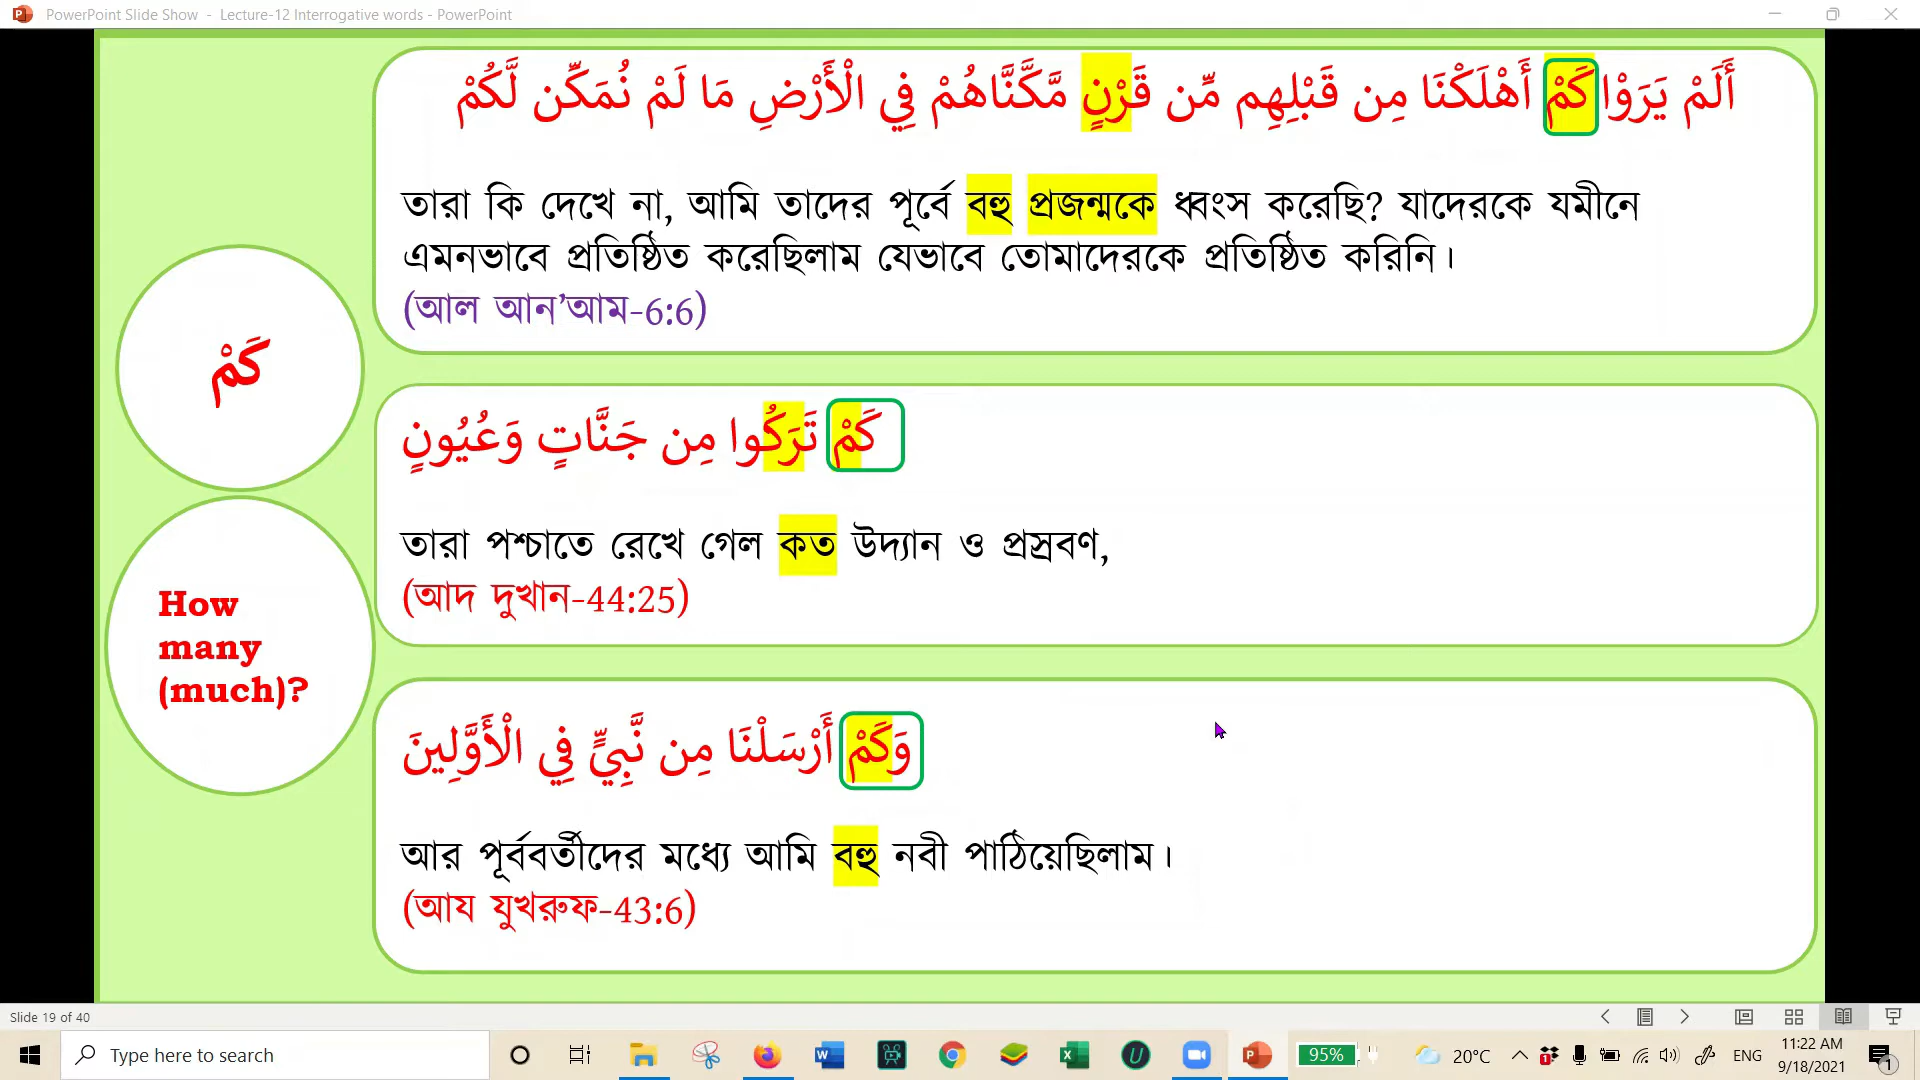 PowerPoint Slide Show - Lecture-12 Interrogative words - PowerPoint
أَلَمْ يَرَوْا كَمْ أَهْلَكْنَا مِن قَبْلِهِم مِّن قَرْنٍ مَّكَّنَّاهُمْ فِي الْأَرْضِ مَا لَمْ نُمَكِّن لَّكُمْ
তারা কি দেখে না, আমি তাদের পূর্বে বহু প্রজন্মকে ধ্বংস করেছি? যাদেরকে যমীনে
এমনভাবে প্রতিষ্ঠিত করেছিলাম যেভাবে তোমাদেরকে প্রতিষ্ঠিত করিনি।
(আল আন’আম-6:6)
كَمْ
How
many
(much)?
كَمْ تَرَكُوا مِن جَنَّاتٍ وَعُيُونٍ
তারা পশ্চাতে রেখে গেল কত উদ্যান ও প্রস্রবণ,
(আদ দুখান-44:25)
وَكَمْ أَرْسَلْنَا مِن نَّبِيٍّ فِي الْأَوَّلِينَ
আর পূর্ববর্তীদের মধ্যে আমি বহু নবী পাঠিয়েছিলাম।
(আয যুখরুফ-43:6)
Slide 19 of 40
Type here to search
95%
20°C
ENG
11:22 AM
9/18/2021
1